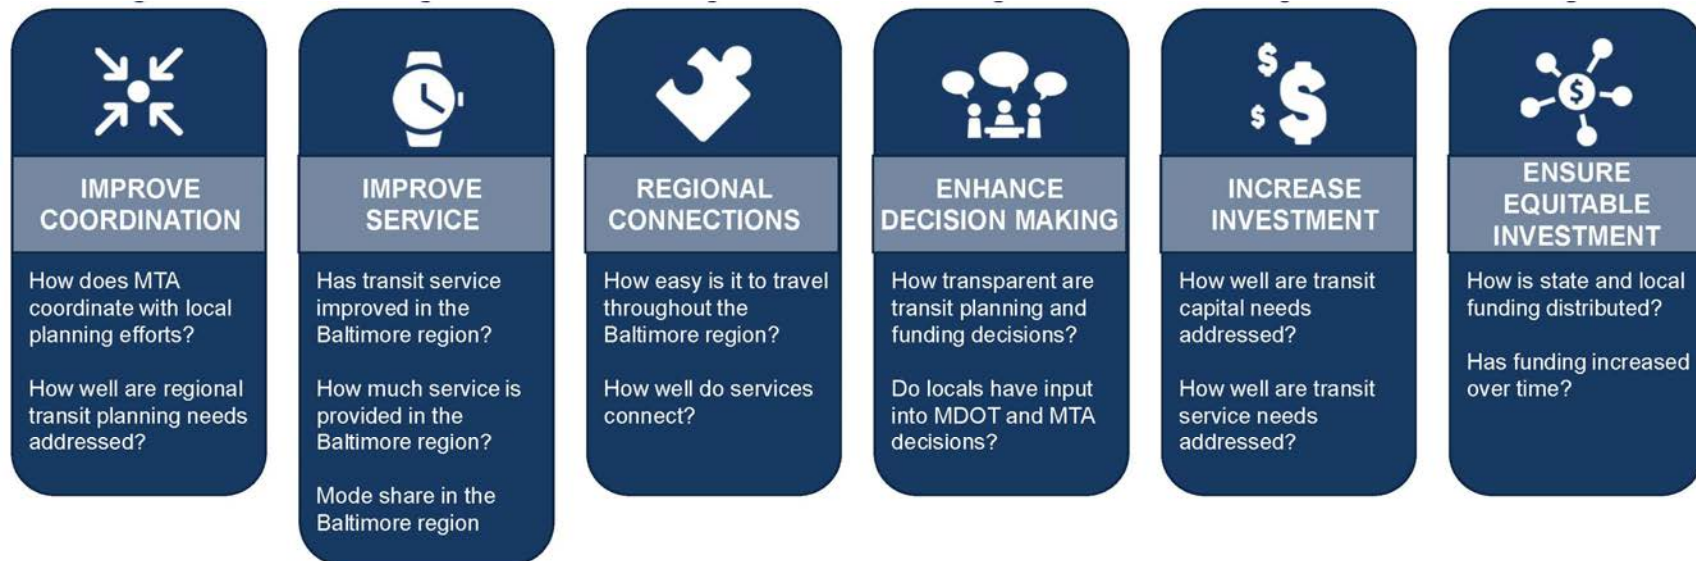 IMPROVE
COORDINATION
How does MTA
coordinate with local
planning efforts?
How well are regional
transit planning needs
addressed?
IMPROVE
SERVICE
Has transit service
improved in the
Baltimore region?
How much service is
provided in the
Baltimore region?
Mode share in the
Baltimore region
REGIONAL
CONNECTIONS
How easy is it to travel
throughout the
Baltimore region?
How well do services
connect?
ENHANCE
DECISION MAKING
How transparent are
transit planning and
funding decisions?
Do locals have input
into MDOT and MTA
decisions?
$
$
$
INCREASE
INVESTMENT
How well are transit
capital needs
addressed?
How well are transit
service needs
addressed?
$
ENSURE
EQUITABLE
INVESTMENT
How is state and local
funding distributed?
Has funding increased
over time?